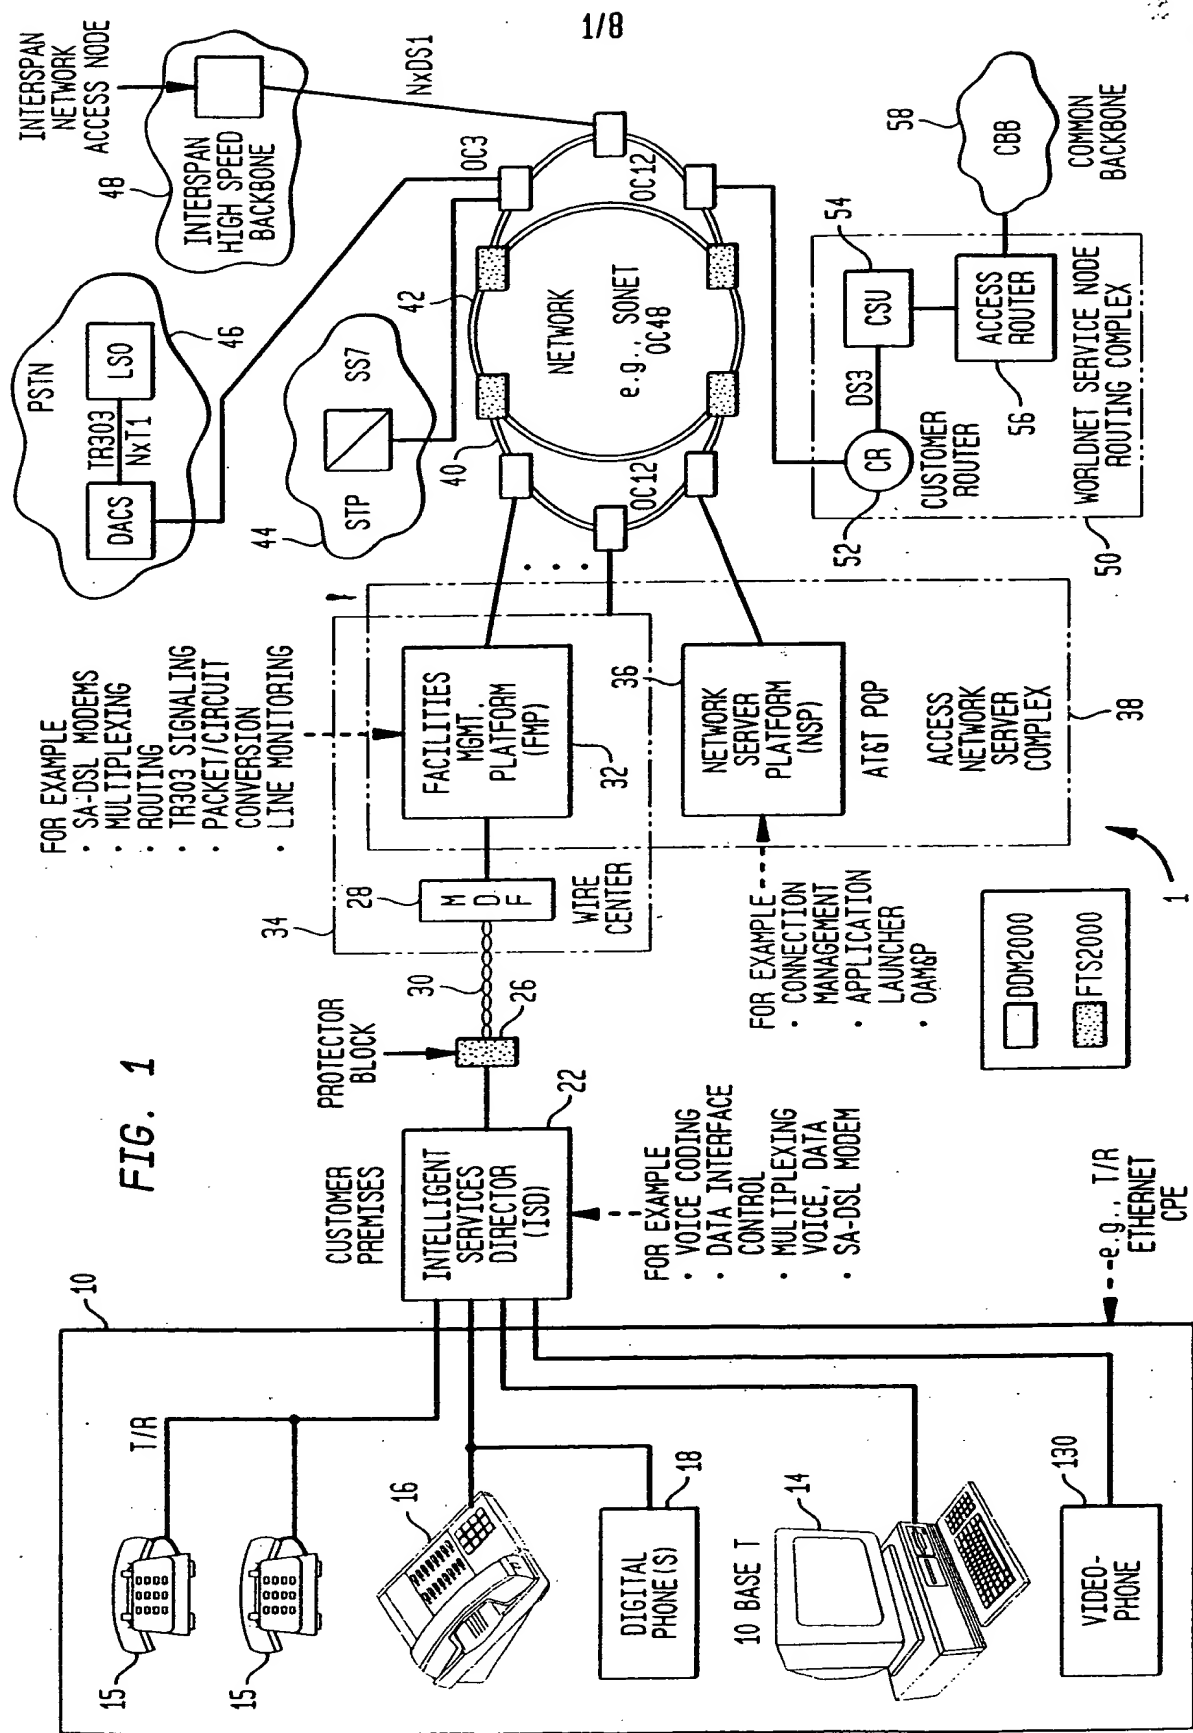 1/8
FIG. 1
10
T/R
15
15
16
DIGITAL
PHONE(S)
18
10 BASE T
14
VIDEO-
PHONE
130
e.g., T/R
ETHERNET
CPE
CUSTOMER
PREMISES
INTELLIGENT
SERVICES
DIRECTOR
(ISD)
22
FOR EXAMPLE
· VOICE CODING
· DATA INTERFACE
CONTROL
· MULTIPLEXING
VOICE, DATA
· SA-DSL MODEM
PROTECTOR
BLOCK
26
30
34
28
M
D
F
WIRE
CENTER
FOR EXAMPLE
· SA-DSL MODEMS
· MULTIPLEXING
· ROUTING
· TR303 SIGNALING
· PACKET/CIRCUIT
CONVERSION
· LINE MONITORING
FACILITIES
MGMT.
PLATFORM
(FMP)
32
36
NETWORK
SERVER
PLATFORM
(NSP)
AT&T POP
ACCESS
NETWORK
SERVER
COMPLEX
38
FOR EXAMPLE
· CONNECTION
MANAGEMENT
· APPLICATION
LAUNCHER
· OAM&P
DDM2000
FTS2000
1
PSTN
DACS
TR303
NxT1
LSO
46
44
STP
SS7
48
INTERSPAN
HIGH SPEED
BACKBONE
INTERSPAN
NETWORK
ACCESS NODE
NxDS1
OC3
40
42
NETWORK
e.g., SONET
OC48
OC12
OC12
CR
52
CUSTOMER
ROUTER
DS3
CSU
54
ACCESS
ROUTER
56
WORLDNET SERVICE NODE
ROUTING COMPLEX
50
58
CBB
COMMON
BACKBONE